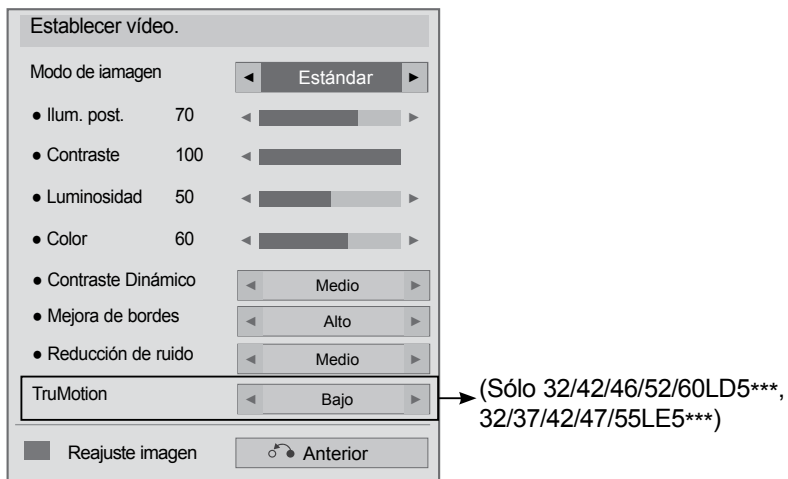 Establecer vídeo.
Modo de iamagen ◄ Estándar ►
● Ilum. post. 70 ◄ ►
● Contraste 100 ◄
● Luminosidad 50 ◄ ►
● Color 60 ◄ ►
● Contraste Dinámico ◄ Medio ►
● Mejora de bordes ◄ Alto ►
● Reducción de ruido ◄ Medio ►
TruMotion ◄ Bajo ►
(Sólo 32/42/46/52/60LD5***,
32/37/42/47/55LE5***)
Reajuste imagen Anterior